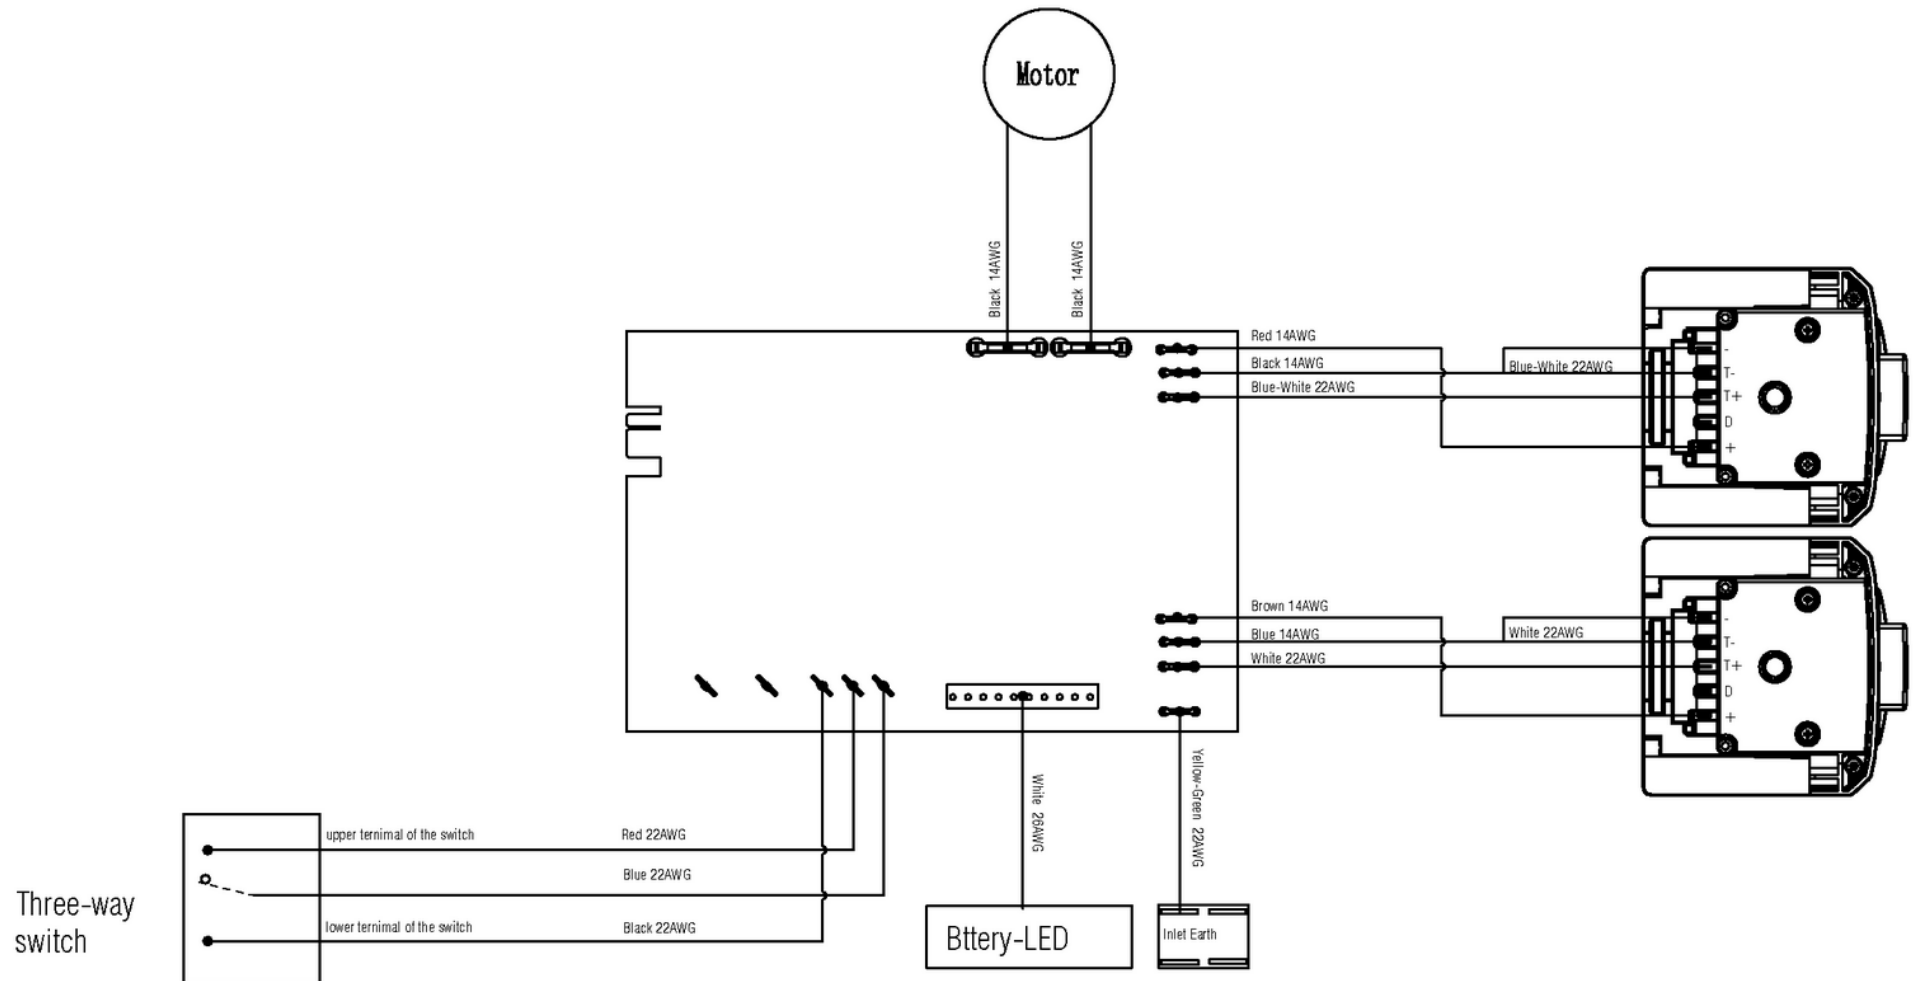 Motor
Black 14AWG
Black 14AWG
Red 14AWG
Black 14AWG
Blue-White 22AWG
Blue-White 22AWG
-
T-
T+
D
+
Brown 14AWG
Blue 14AWG
White 22AWG
White 22AWG
-
T-
T+
D
+
White 26AWG
Yellow-Green 22AWG
upper ternimal of the switch
Red 22AWG
Blue 22AWG
lower ternimal of the switch
Black 22AWG
Three-way
switch
Bttery-LED
Inlet Earth